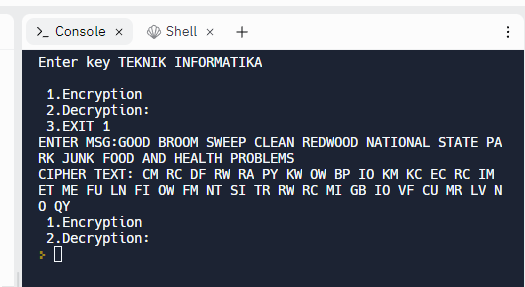 Console × Shell × +
Enter key TEKNIK INFORMATIKA
1.Encryption
2.Decryption:
3.EXIT 1
ENTER MSG:GOOD BROOM SWEEP CLEAN REDWOOD NATIONAL STATE PA
RK JUNK FOOD AND HEALTH PROBLEMS
CIPHER TEXT: CM RC DF RW RA PY KW OW BP IO KM KC EC RC IM
ET ME FU LN FI OW FM NT SI TR RW RC MI GB IO VF CU MR LV N
O QY
1.Encryption
2.Decryption: